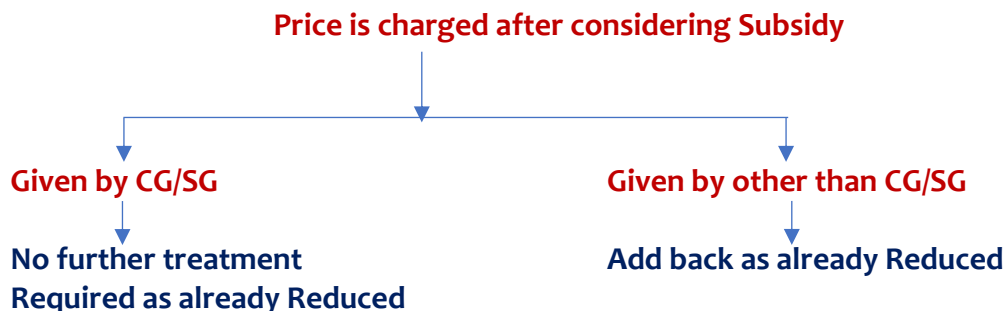 Price is charged after considering Subsidy
Given by CG/SG
Given by other than CG/SG
No further treatment
Required as already Reduced
Add back as already Reduced